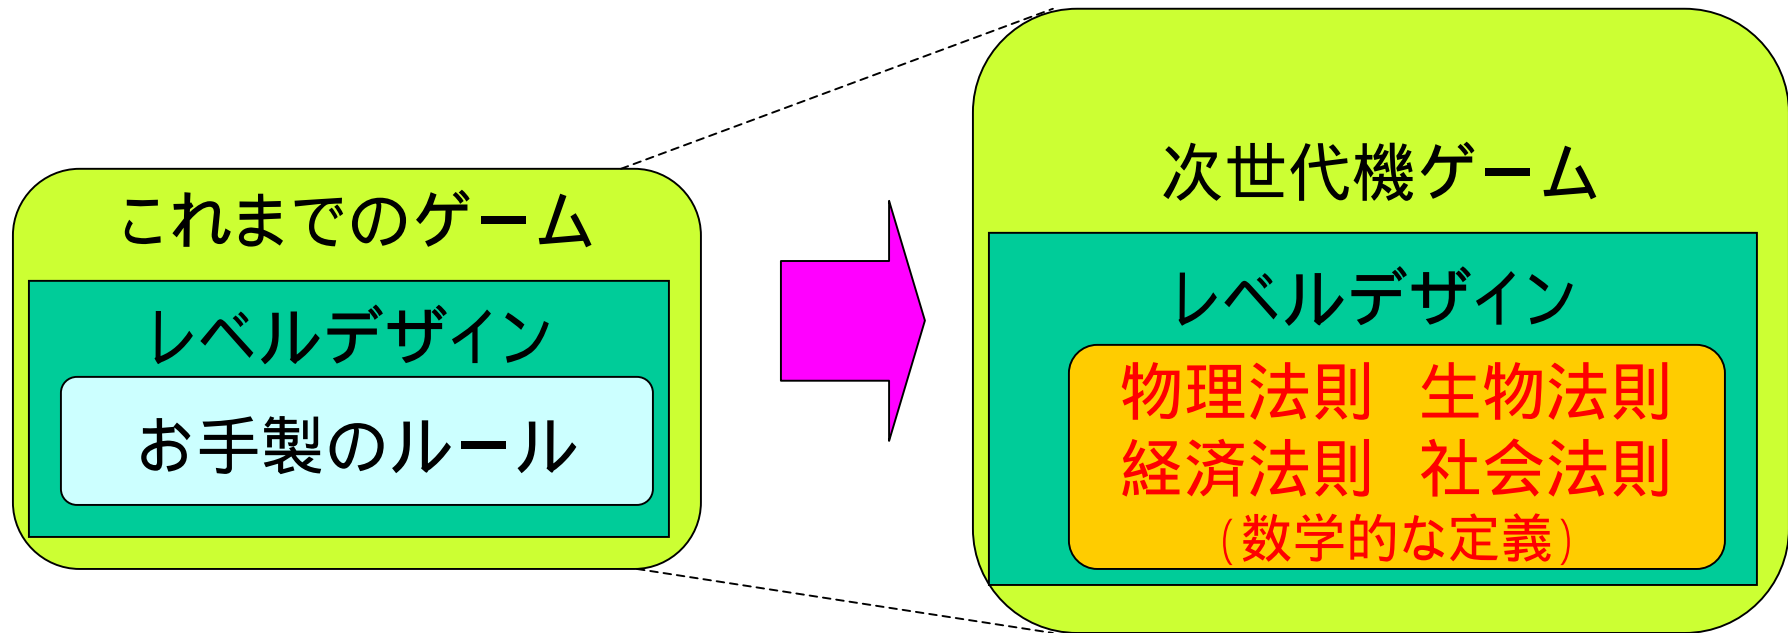 これまでのゲーム
レベルデザイン
お手製のルール
次世代機ゲーム
レベルデザイン
物理法則 生物法則
経済法則 社会法則
(数学的な定義)